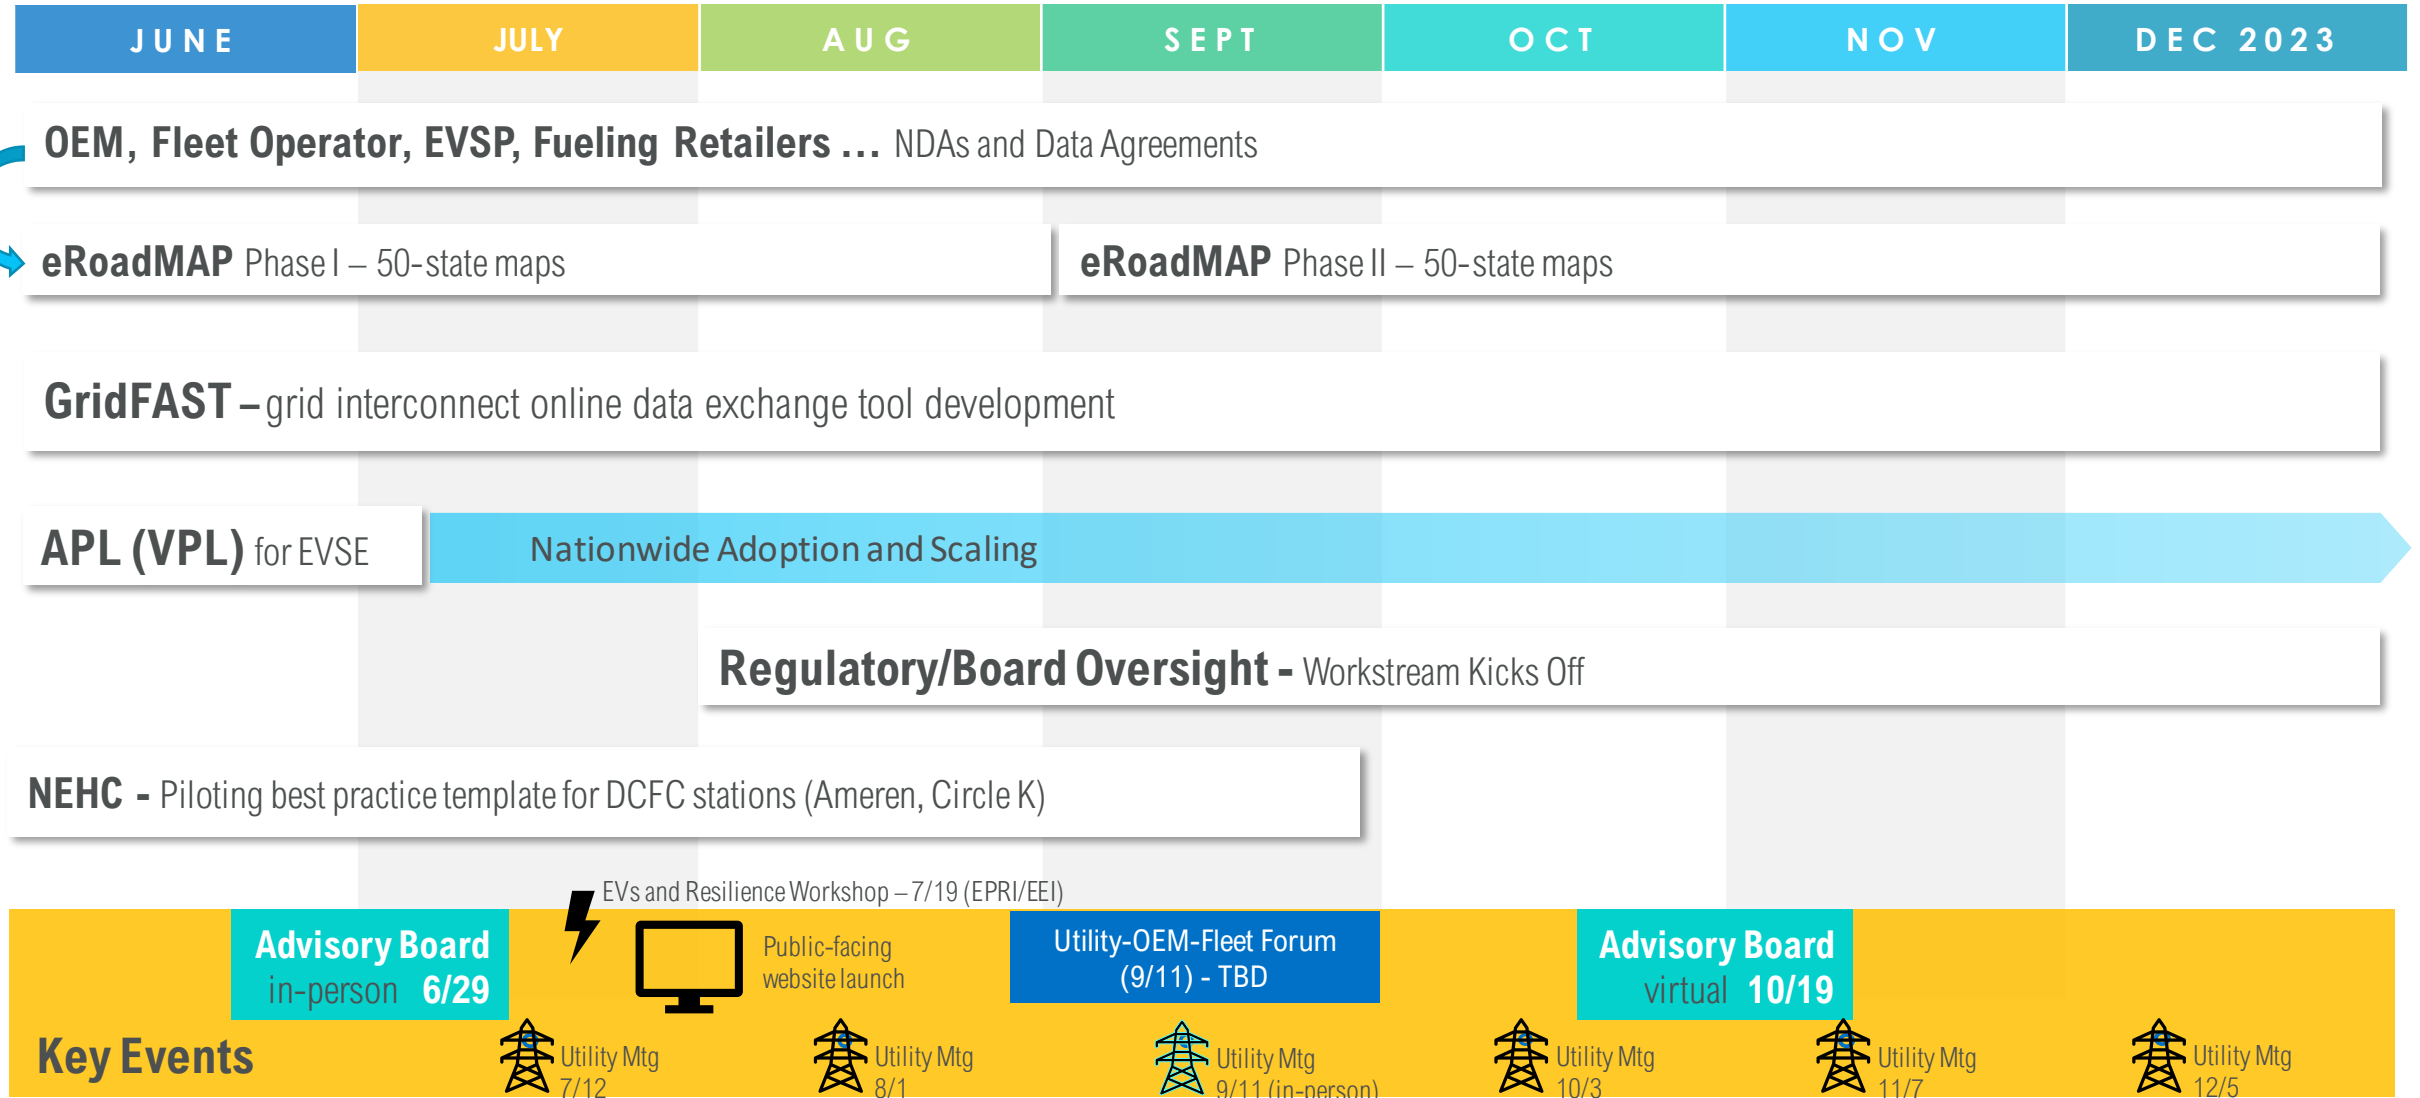 JUNE JULY AUG SEPT OCT NOV DEC 2023
OEM, Fleet Operator, EVSP, Fueling Retailers ... NDAs and Data Agreements
eRoadMAP Phase I – 50-state maps
eRoadMAP Phase II – 50-state maps
GridFAST – grid interconnect online data exchange tool development
APL (VPL) for EVSE
Nationwide Adoption and Scaling
Regulatory/Board Oversight - Workstream Kicks Off
NEHC - Piloting best practice template for DCFC stations (Ameren, Circle K)
EVs and Resilience Workshop – 7/19 (EPRI/EEI)
Advisory Board
in-person 6/29
Public-facing
website launch
Utility-OEM-Fleet Forum
(9/11) - TBD
Advisory Board
virtual 10/19
Key Events
Utility Mtg
7/12
Utility Mtg
8/1
Utility Mtg
9/11 (in-person)
Utility Mtg
10/3
Utility Mtg
11/7
Utility Mtg
12/5